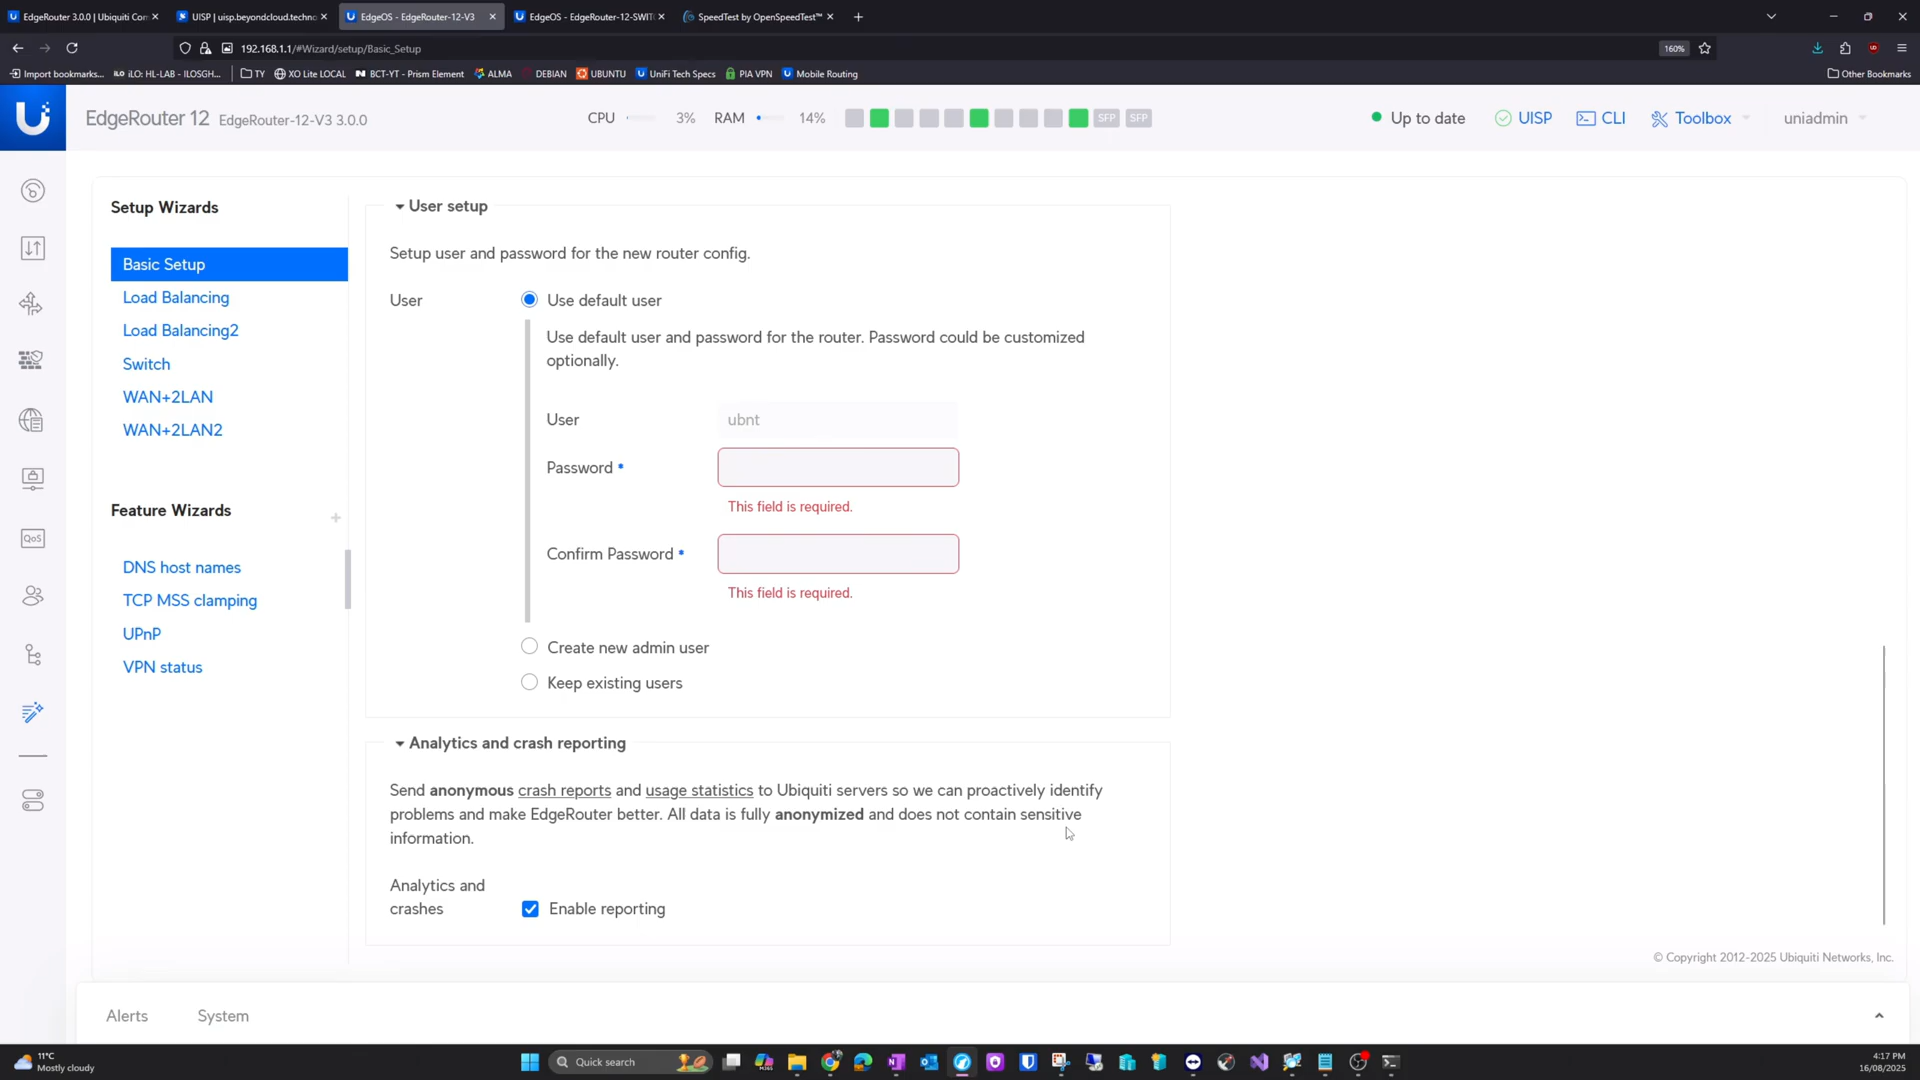 EdgeRouter 3.0.0 | Ubiquiti Com
UISP | uisp.beyondcloud.techno
EdgeOS - EdgeRouter-12-V3
EdgeOS - EdgeRouter-12-SWIT
SpeedTest by OpenSpeedTest™
192.168.1.1/#Wizard/setup/Basic_Setup
160%
Import bookmarks...
iLO: HL-LAB - ILOSGH...
TY
XO Lite LOCAL
BCT-YT - Prism Element
ALMA
DEBIAN
UBUNTU
UniFi Tech Specs
PIA VPN
Mobile Routing
Other Bookmarks
EdgeRouter 12
EdgeRouter-12-V3 3.0.0
CPU
3%
RAM
14%
SFP
SFP
Up to date
UISP
CLI
Toolbox
uniadmin
Setup Wizards
Basic Setup
Load Balancing
Load Balancing2
Switch
WAN+2LAN
WAN+2LAN2
Feature Wizards
DNS host names
TCP MSS clamping
UPnP
VPN status
QoS
User setup
Setup user and password for the new router config.
User
Use default user
Use default user and password for the router. Password could be customized
optionally.
User
ubnt
Password *
This field is required.
Confirm Password *
This field is required.
Create new admin user
Keep existing users
Analytics and crash reporting
Send anonymous crash reports and usage statistics to Ubiquiti servers so we can proactively identify
problems and make EdgeRouter better. All data is fully anonymized and does not contain sensitive
information.
Analytics and
crashes
Enable reporting
© Copyright 2012-2025 Ubiquiti Networks, Inc.
Alerts
System
11°C
Mostly cloudy
Quick search
4:17 PM
16/08/2025